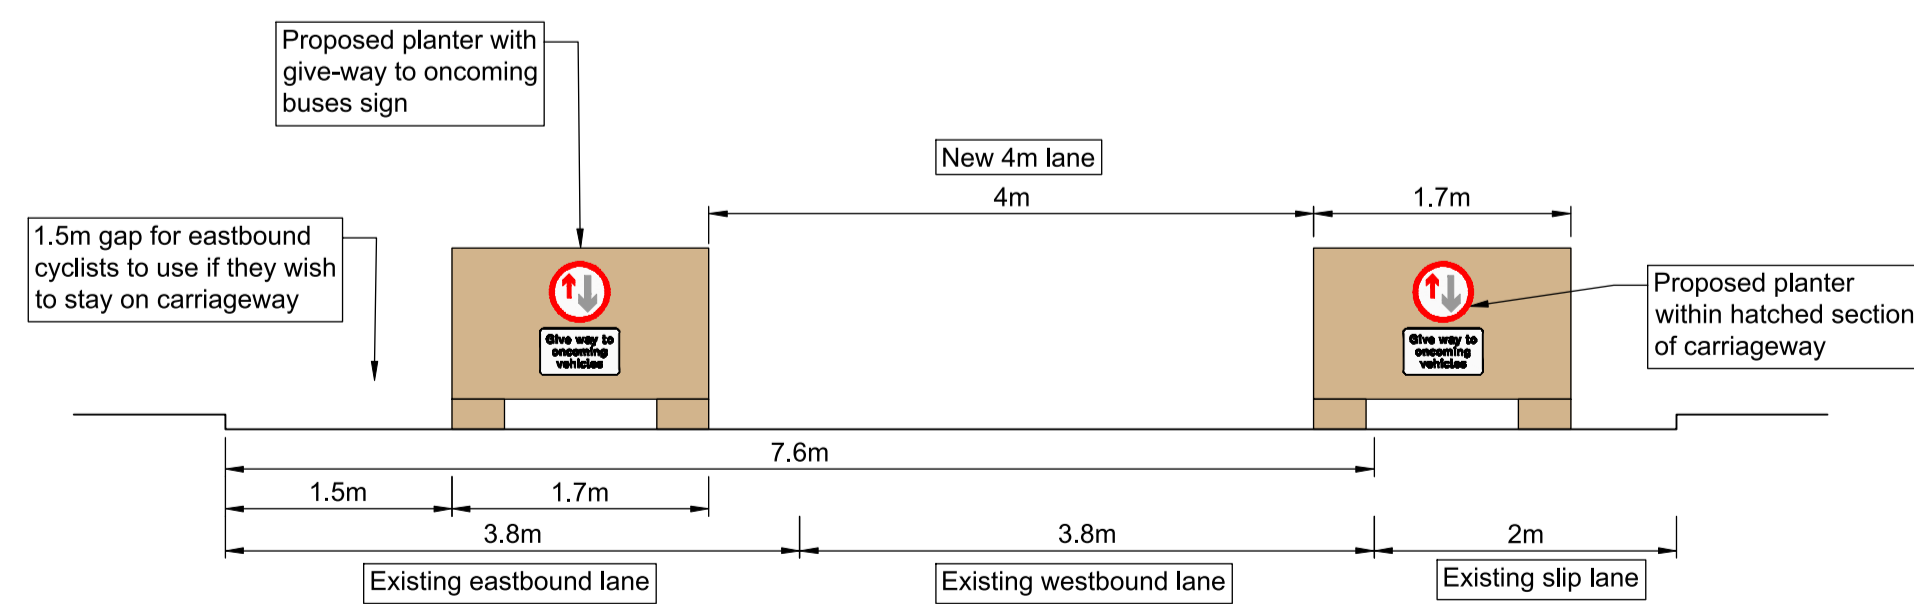 Proposed planter with
give-way to oncoming
buses sign
New 4m lane
4m
1.7m
1.5m gap for eastbound
cyclists to use if they wish
to stay on carriageway
Give way to
oncoming
vehicles
Give way to
oncoming
vehicles
Proposed planter
within hatched section
of carriageway
7.6m
1.5m
1.7m
3.8m
3.8m
2m
Existing eastbound lane
Existing westbound lane
Existing slip lane